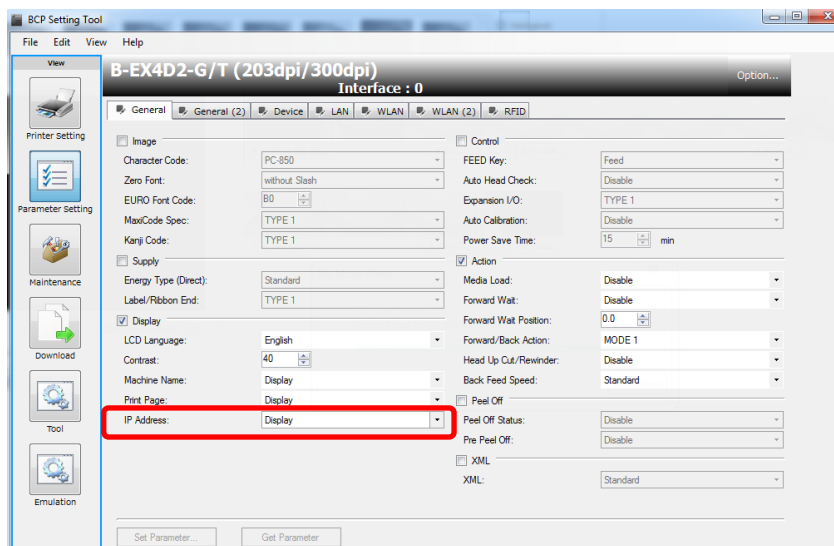 BCP Setting Tool
File Edit View Help
View
Printer Setting
Parameter Setting
Maintenance
Download
Tool
Emulation
B-EX4D2-G/T (203dpi/300dpi)
Interface : 0
Option...
General General (2) Device LAN WLAN WLAN (2) RFID
Image
Character Code: PC-850
Zero Font: without Slash
EURO Font Code: B0
MaxiCode Spec: TYPE 1
Kanji Code: TYPE 1
Supply
Energy Type (Direct): Standard
Label/Ribbon End: TYPE 1
Display
LCD Language: English
Contrast: 40
Machine Name: Display
Print Page: Display
IP Address: Display
Control
FEED Key: Feed
Auto Head Check: Disable
Expansion I/O: TYPE 1
Auto Calibration: Disable
Power Save Time: 15 min
Action
Media Load: Disable
Forward Wait: Disable
Forward Wait Position: 0.0
Forward/Back Action: MODE 1
Head Up Cut/Rewinder: Disable
Back Feed Speed: Standard
Peel Off
Peel Off Status: Disable
Pre Peel Off: Disable
XML
XML: Standard
Set Parameter... Get Parameter